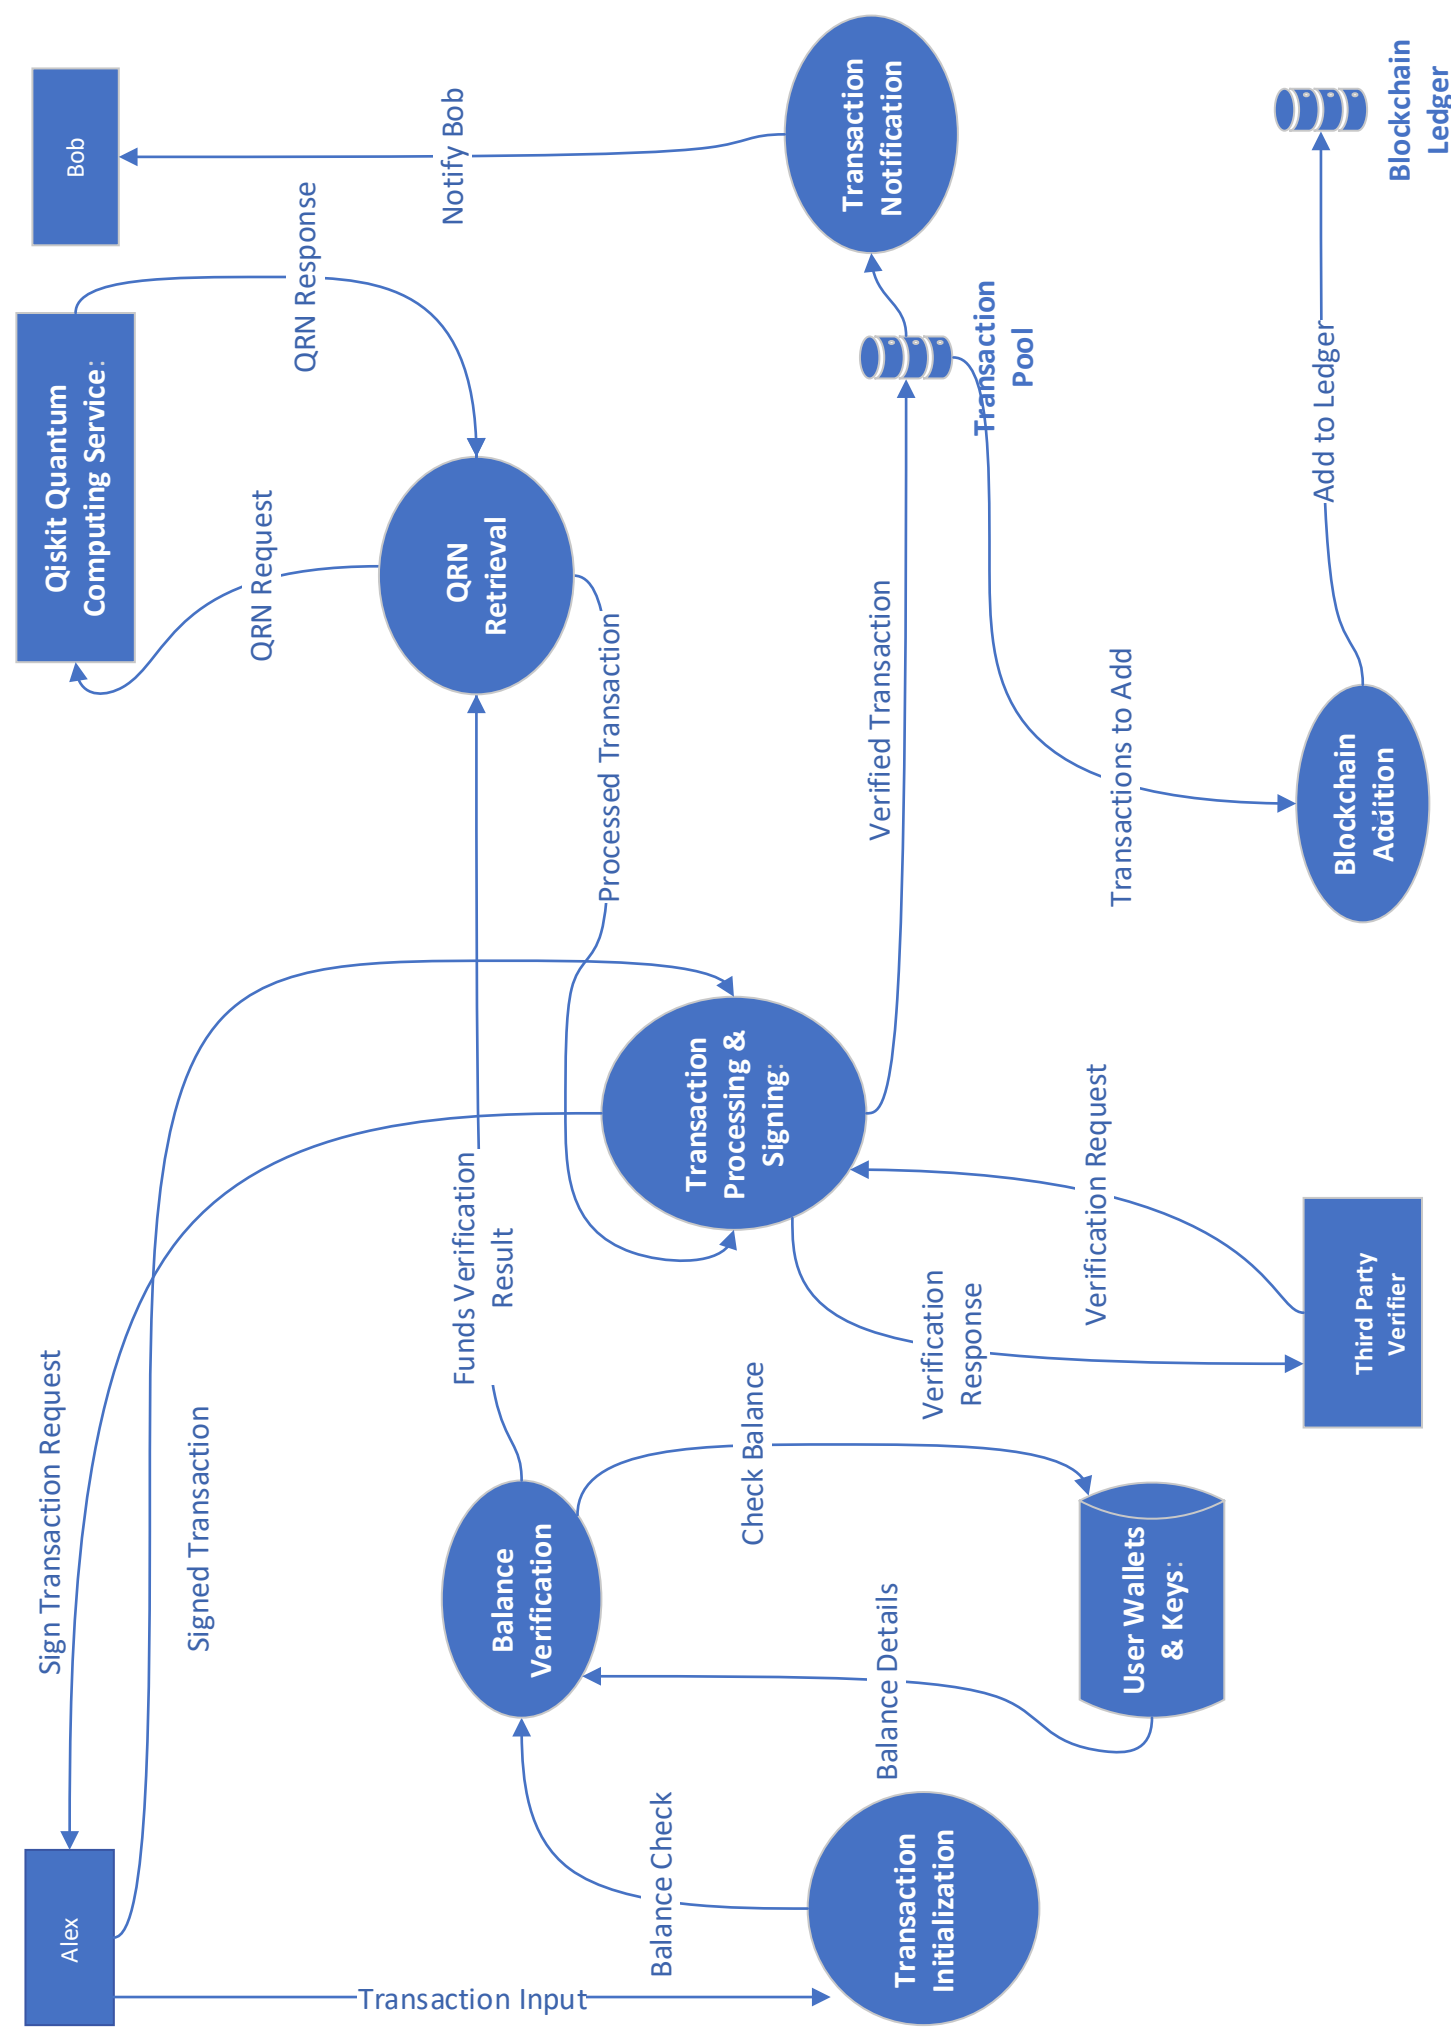 Alex
Sign Transaction Request
Signed Transaction
Qiskit Quantum
Computing Service:
Bob
QRN Request
QRN Response
Transaction Input
Balance Check
Balance
Verification
Funds Verification
Result
QRN
Retrieval
Notify Bob
Processed Transaction
Transaction
Processing &
Signing:
Check Balance
Transaction
Initialization
Balance Details
Verification
Response
Verified Transaction
Transaction
Pool
Transaction
Notification
User Wallets
& Keys:
Verification Request
Transactions to Add
Third Party
Verifier
Blockchain
Addition
Add to Ledger
Blockchain
Ledger